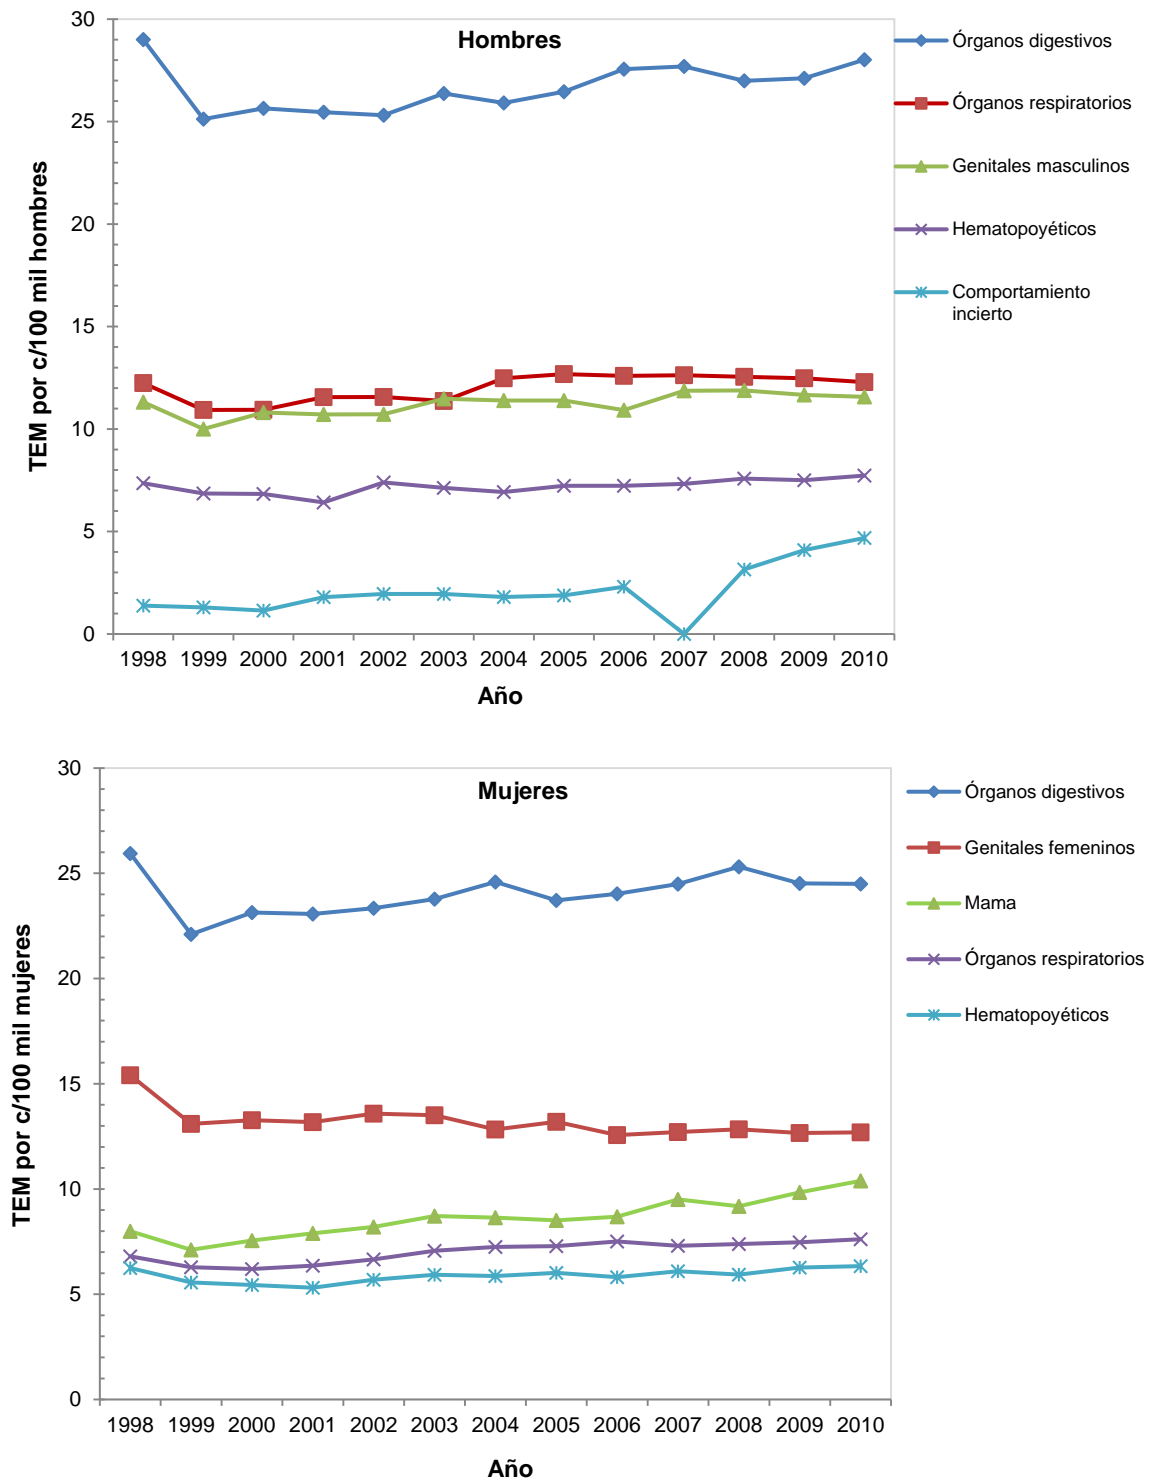 Hombres
TEM por c/100 mil hombres
30
25
20
15
10
5
0
1998 1999 2000 2001 2002 2003 2004 2005 2006 2007 2008 2009 2010
Año
Órganos digestivos
Órganos respiratorios
Genitales masculinos
Hematopoyéticos
Comportamiento
incierto
Mujeres
TEM por c/100 mil mujeres
30
25
20
15
10
5
0
1998 1999 2000 2001 2002 2003 2004 2005 2006 2007 2008 2009 2010
Año
Órganos digestivos
Genitales femeninos
Mama
Órganos respiratorios
Hematopoyéticos